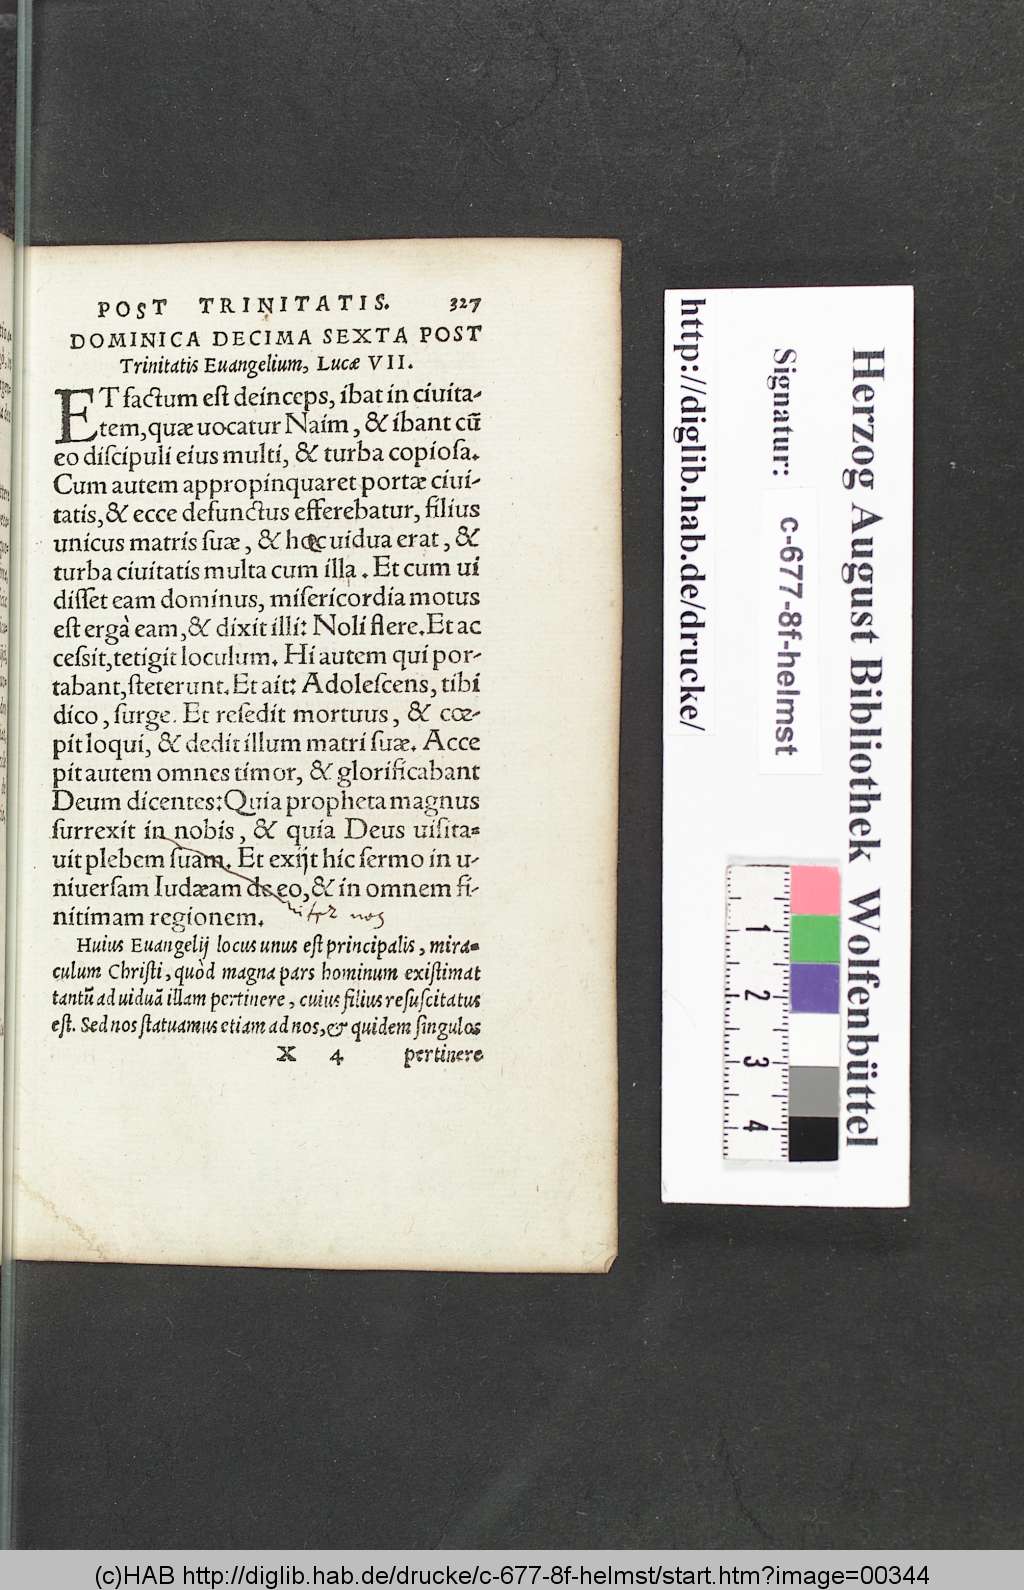 POST TRINITATIS. 327
DOMINICA DECIMA SEXTA POST
Trinitatis Euangelium, Lucæ VII.
ET factum est deinceps, ibat in ciuita-
tem, quæ uocatur Naim, & ibant cū
eo discipuli eius multi, & turba copiosa.
Cum autem appropinquaret portæ ciui-
tatis, & ecce defunctus efferebatur, filius
unicus matris suæ, & hæc uidua erat, &
turba ciuitatis multa cum illa. Et cum ui
disset eam dominus, misericordia motus
est ergà eam, & dixit illi: Noli flere. Et ac
cessit, tetigit loculum. Hi autem qui por-
tabant, steterunt. Et ait: Adolescens, tibi
dico, surge. Et resedit mortuus, & cœ-
pit loqui, & dedit illum matri suæ. Acce
pit autem omnes timor, & glorificabant
Deum dicentes: Quia propheta magnus
surrexit in nobis, & quia Deus uisita-
uit plebem suam. Et exijt hic sermo in u-
niuersam Iudæam de eo, & in omnem fi-
nitimam regionem.
nos
Huius Euangelij locus unus est principalis, mira-
culum Christi, quòd magna pars hominum existimat
tantū ad uiduā illam pertinere, cuius filius resuscitatus
est. Sed nos statuamus etiam ad nos, & quidem singulos
X 4 pertinere
http://diglib.hab.de/drucke/
Signatur: c-677-8f-helmst
Herzog August Bibliothek Wolfenbüttel
1 2 3 4
(c)HAB http://diglib.hab.de/drucke/c-677-8f-helmst/start.htm?image=00344